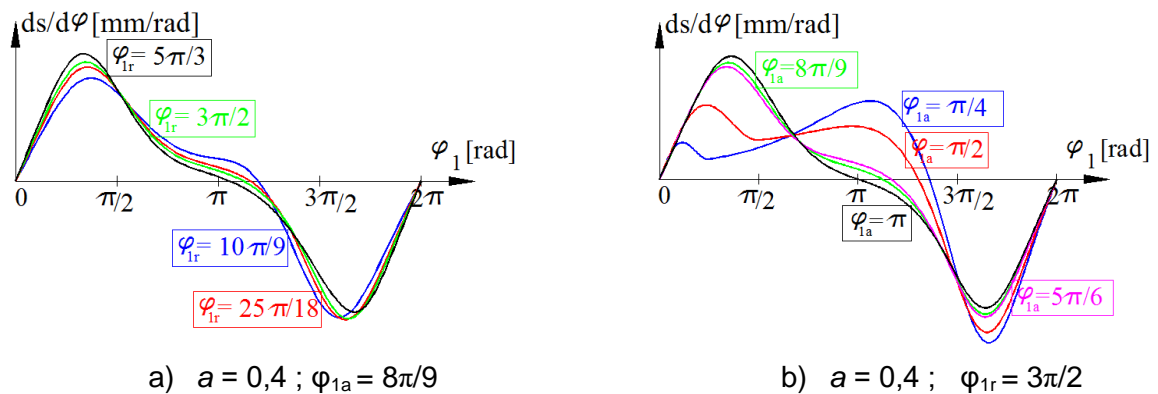 ds/dφ[mm/rad]
φ1r= 5π/3
φ1r= 3π/2
φ1 [rad]
0 π/2 π 3π/2 2π
φ1r= 10π/9
φ1r= 25π/18
a) a = 0,4 ; φ1a = 8π/9
ds/dφ[mm/rad]
φ1a=8π/9
φ1a= π/4
φ1a=π/2
φ1[rad]
0 π/2 π 3π/2 2π
φ1a= π
φ1a=5π/6
b) a = 0,4 ; φ1r = 3π/2